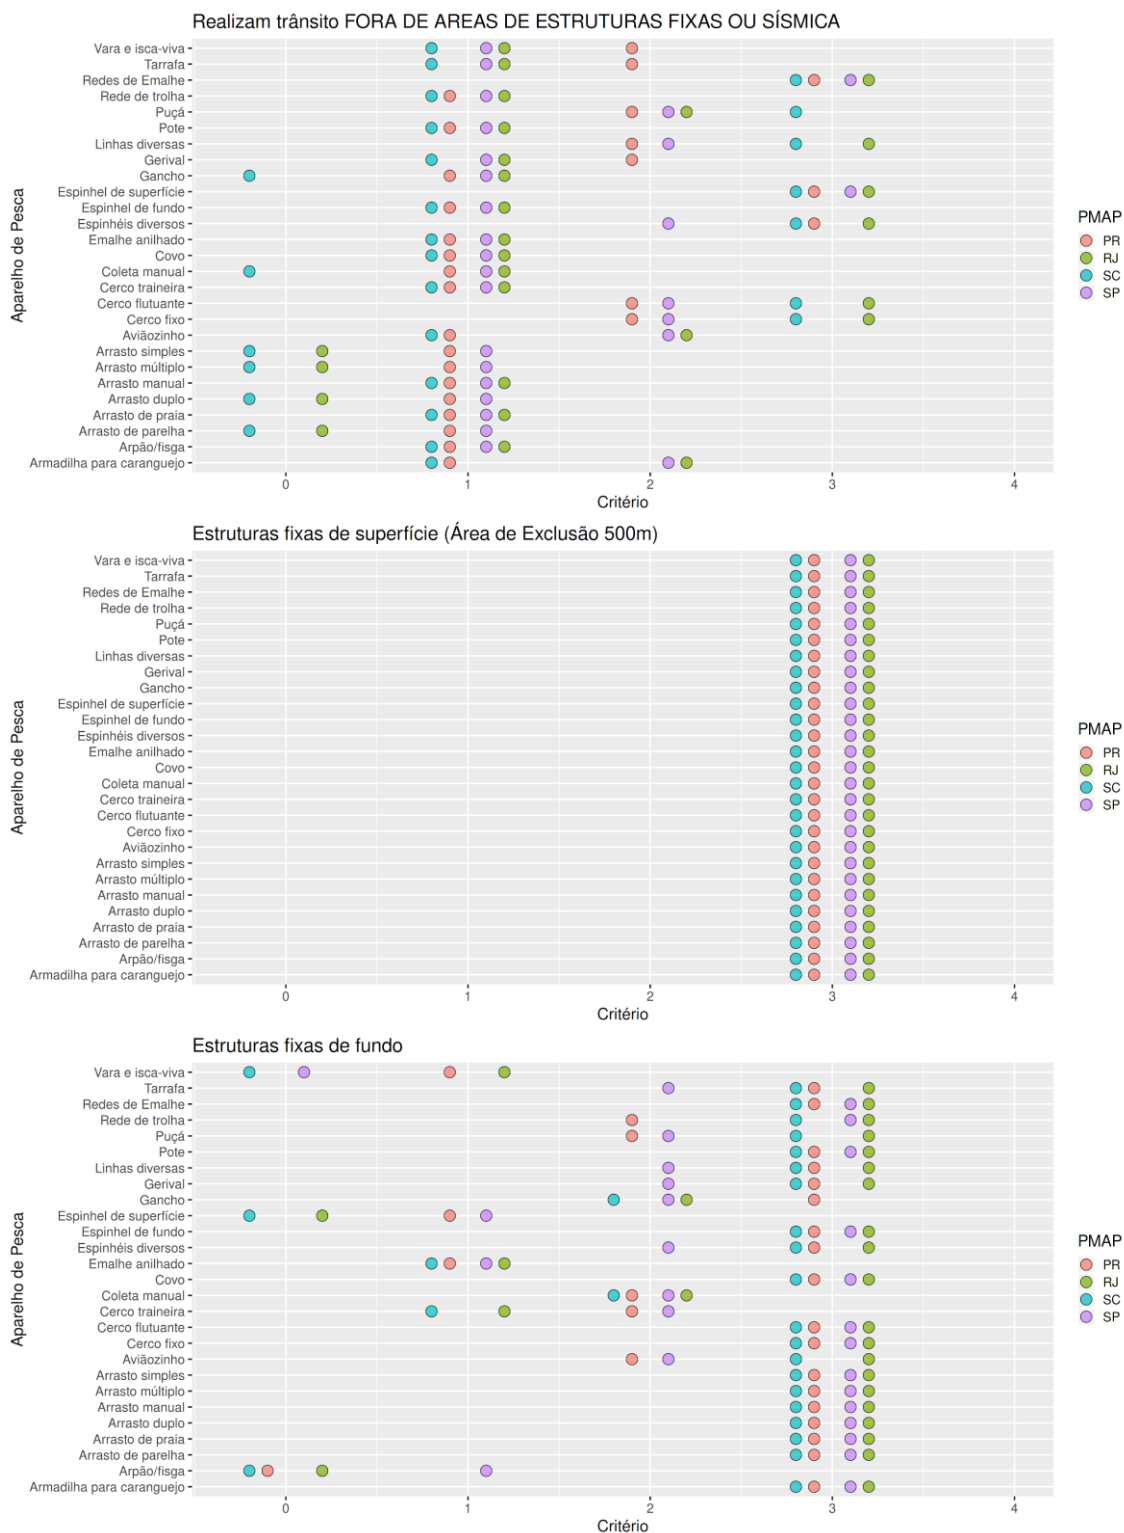 Realizam trânsito FORA DE AREAS DE ESTRUTURAS FIXAS OU SÍSMICA
Aparelho de Pesca
Vara e isca-viva
Tarrafa
Redes de Emalhe
Rede de trolha
Puçá
Pote
Linhas diversas
Gerival
Gancho
Espinhel de superfície
Espinhel de fundo
Espinhéis diversos
Emalhe anilhado
Covo
Coleta manual
Cerco traineira
Cerco flutuante
Cerco fixo
Aviãozinho
Arrasto simples
Arrasto múltiplo
Arrasto manual
Arrasto duplo
Arrasto de praia
Arrasto de parelha
Arpão/fisga
Armadilha para caranguejo
0 1 2 3 4
Critério
PMAP
PR
RJ
SC
SP
Estruturas fixas de superfície (Área de Exclusão 500m)
Aparelho de Pesca
Vara e isca-viva
Tarrafa
Redes de Emalhe
Rede de trolha
Puçá
Pote
Linhas diversas
Gerival
Gancho
Espinhel de superfície
Espinhel de fundo
Espinhéis diversos
Emalhe anilhado
Covo
Coleta manual
Cerco traineira
Cerco flutuante
Cerco fixo
Aviãozinho
Arrasto simples
Arrasto múltiplo
Arrasto manual
Arrasto duplo
Arrasto de praia
Arrasto de parelha
Arpão/fisga
Armadilha para caranguejo
0 1 2 3 4
Critério
PMAP
PR
RJ
SC
SP
Estruturas fixas de fundo
Aparelho de Pesca
Vara e isca-viva
Tarrafa
Redes de Emalhe
Rede de trolha
Puçá
Pote
Linhas diversas
Gerival
Gancho
Espinhel de superfície
Espinhel de fundo
Espinhéis diversos
Emalhe anilhado
Covo
Coleta manual
Cerco traineira
Cerco flutuante
Cerco fixo
Aviãozinho
Arrasto simples
Arrasto múltiplo
Arrasto manual
Arrasto duplo
Arrasto de praia
Arrasto de parelha
Arpão/fisga
Armadilha para caranguejo
0 1 2 3 4
Critério
PMAP
PR
RJ
SC
SP